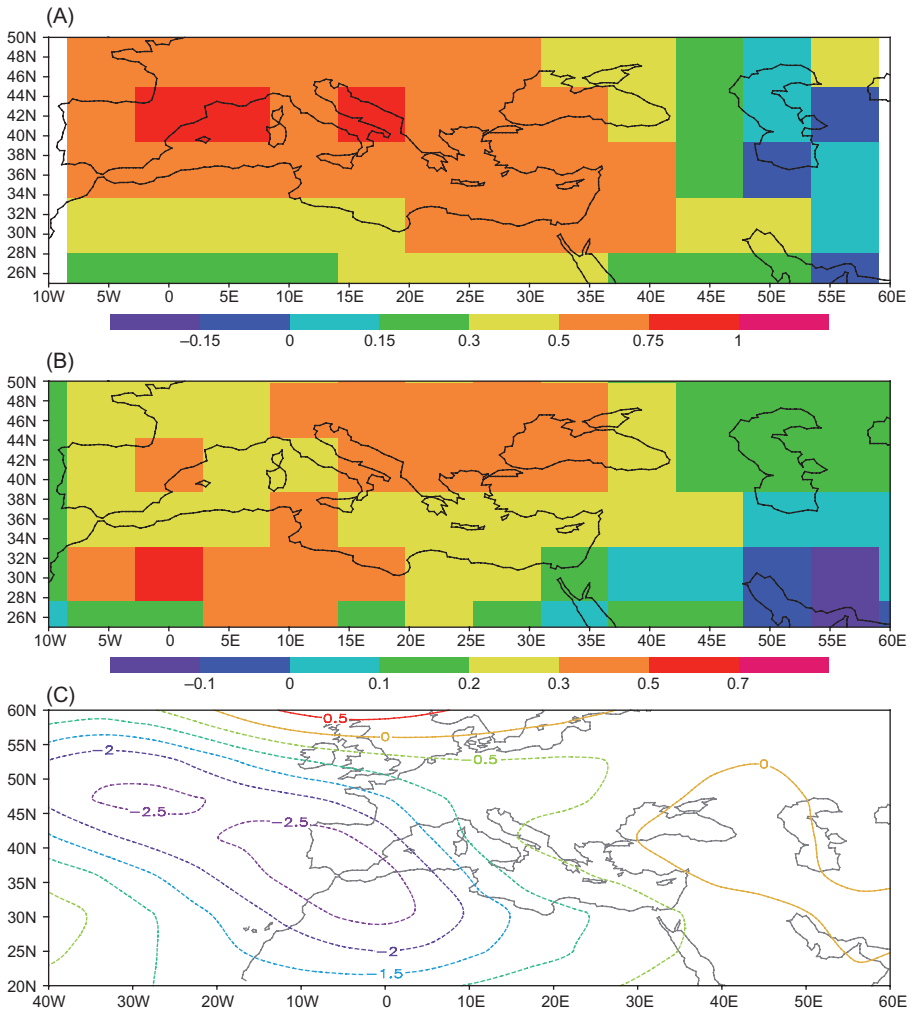 (A)
50N
48N
46N
44N
42N
40N
38N
36N
34N
32N
30N
28N
26N
10W 5W 0 5E 10E 15E 20E 25E 30E 35E 40E 45E 50E 55E 60E
−0.15 0 0.15 0.3 0.5 0.75 1
(B)
50N
48N
46N
44N
42N
40N
38N
36N
34N
32N
30N
28N
26N
10W 5W 0 5E 10E 15E 20E 25E 30E 35E 40E 45E 50E 55E 60E
−0.1 0 0.1 0.2 0.3 0.5 0.7
(C)
60N
55N
50N
45N
40N
35N
30N
25N
20N
0.5
0
−2
−0.5
0
−2.5
−2.5
−2
−1.5
40W 30W 20W 10W 0 10E 20E 30E 40E 50E 60E